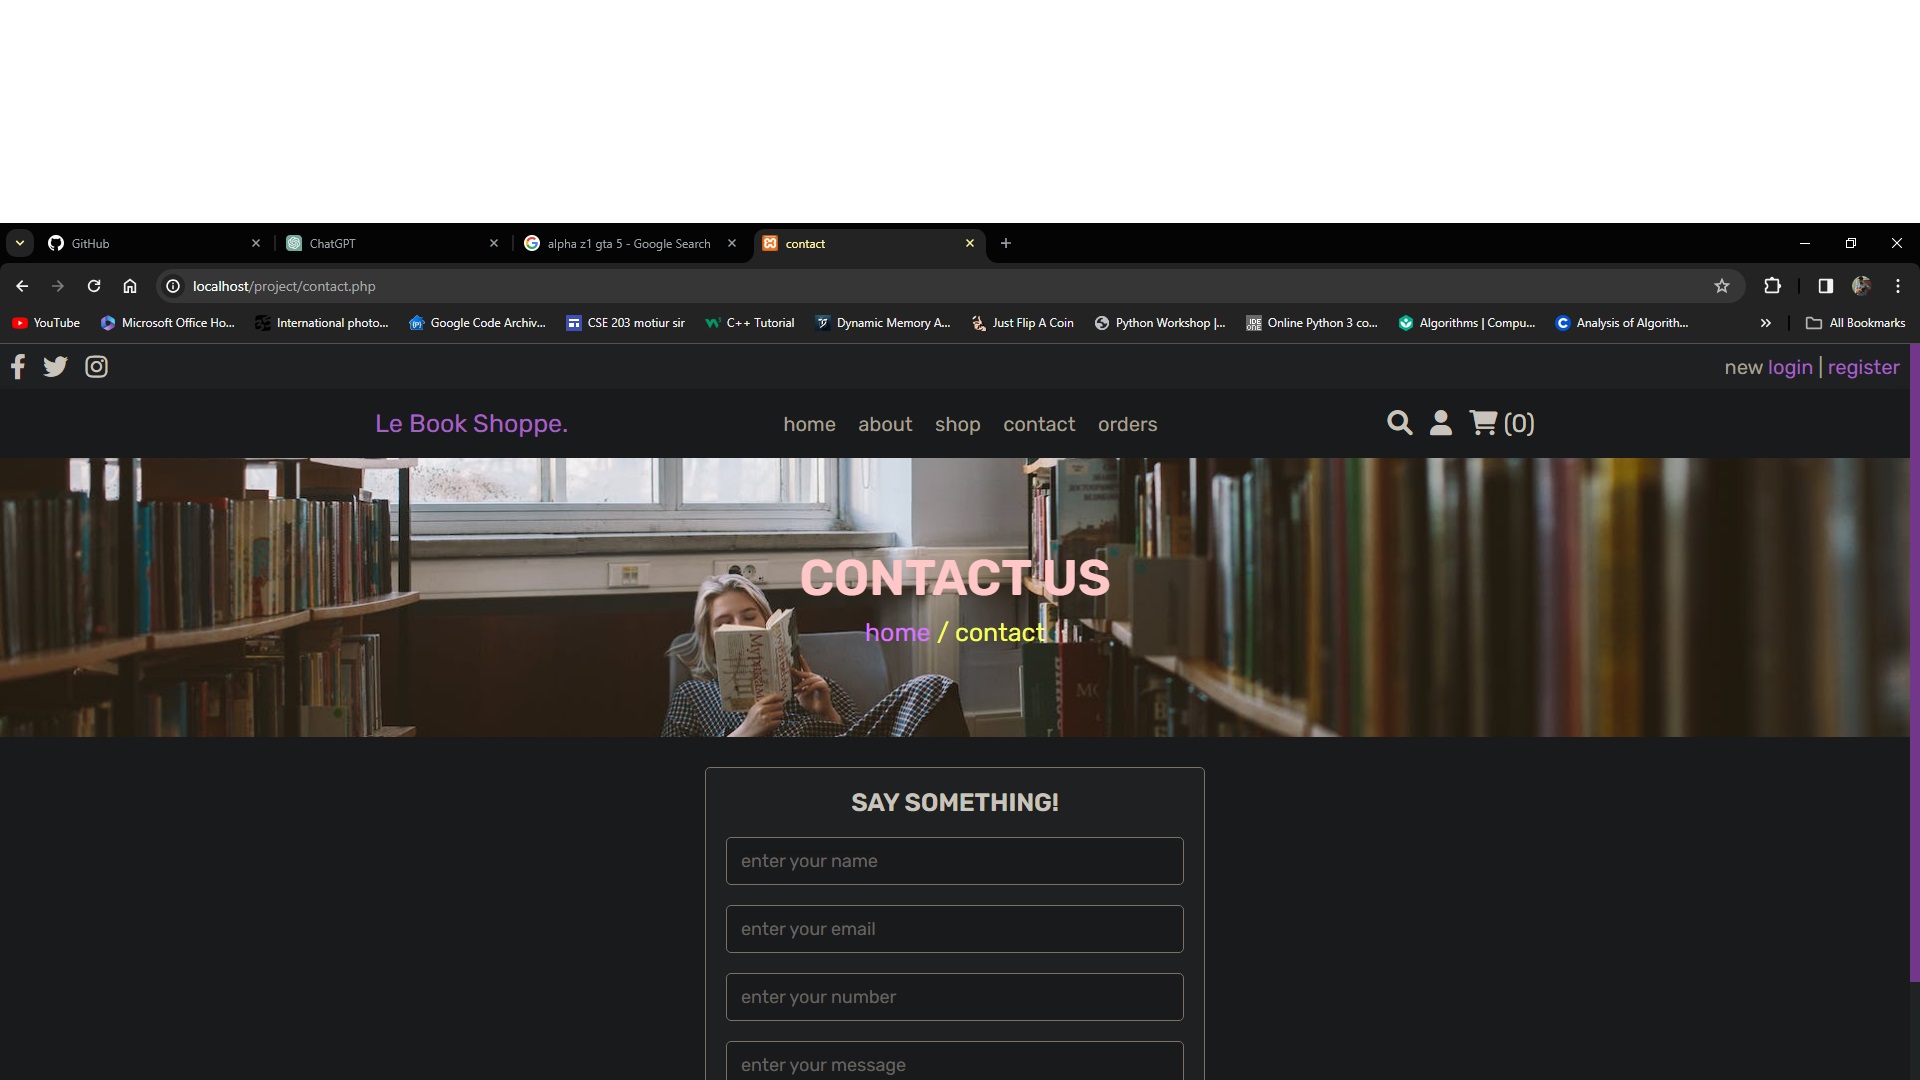 GitHub
ChatGPT
alpha z1 gta 5 - Google Search
contact
localhost/project/contact.php
YouTube
Microsoft Office Ho...
International photo...
Google Code Archiv...
CSE 203 motiur sir
C++ Tutorial
Dynamic Memory A...
Just Flip A Coin
Python Workshop |...
Online Python 3 co...
Algorithms | Compu...
Analysis of Algorith...
All Bookmarks
new login | register
Le Book Shoppe.
home about shop contact orders
(0)
CONTACT US
home / contact
SAY SOMETHING!
enter your name
enter your email
enter your number
enter your message